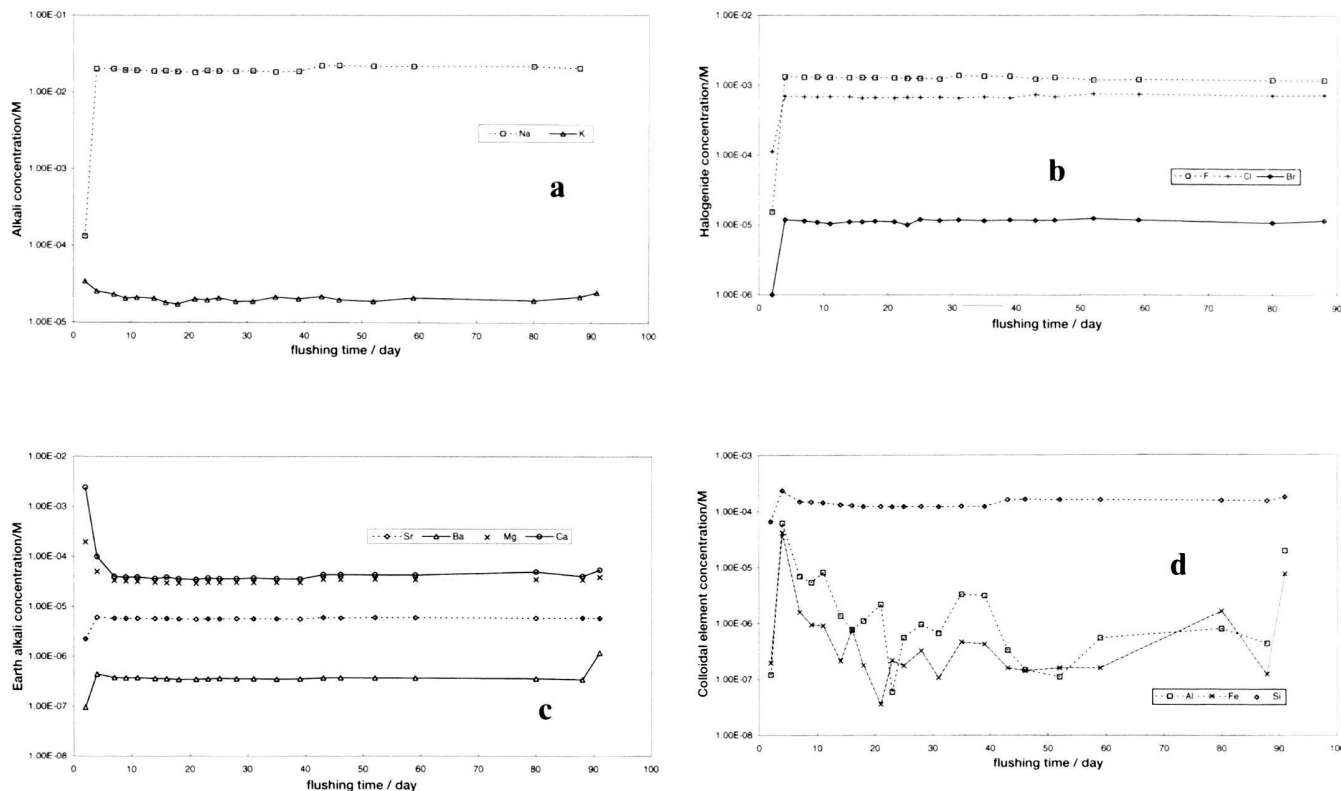 1.00E-01
1.00E-02
1.00E-03
1.00E-04
1.00E-05
Alkali concentration/M
Na K
a
0 10 20 30 40 50 60 70 80 90 100
flushing time / day
1.00E-02
1.00E-03
1.00E-04
1.00E-05
1.00E-06
Halogenide concentration/M
F Cl Br
b
0 10 20 30 40 50 60 70 80 90
flushing time / day
1.00E-02
1.00E-03
1.00E-04
1.00E-05
1.00E-06
1.00E-07
1.00E-08
Earth alkali concentration/M
Sr Ba Mg Ca
c
0 10 20 30 40 50 60 70 80 90 100
flushing time / day
1.00E-03
1.00E-04
1.00E-05
1.00E-06
1.00E-07
1.00E-08
Colloidal element concentration/M
d
Al Fe Si
0 10 20 30 40 50 60 70 80 90 100
flushing time / day